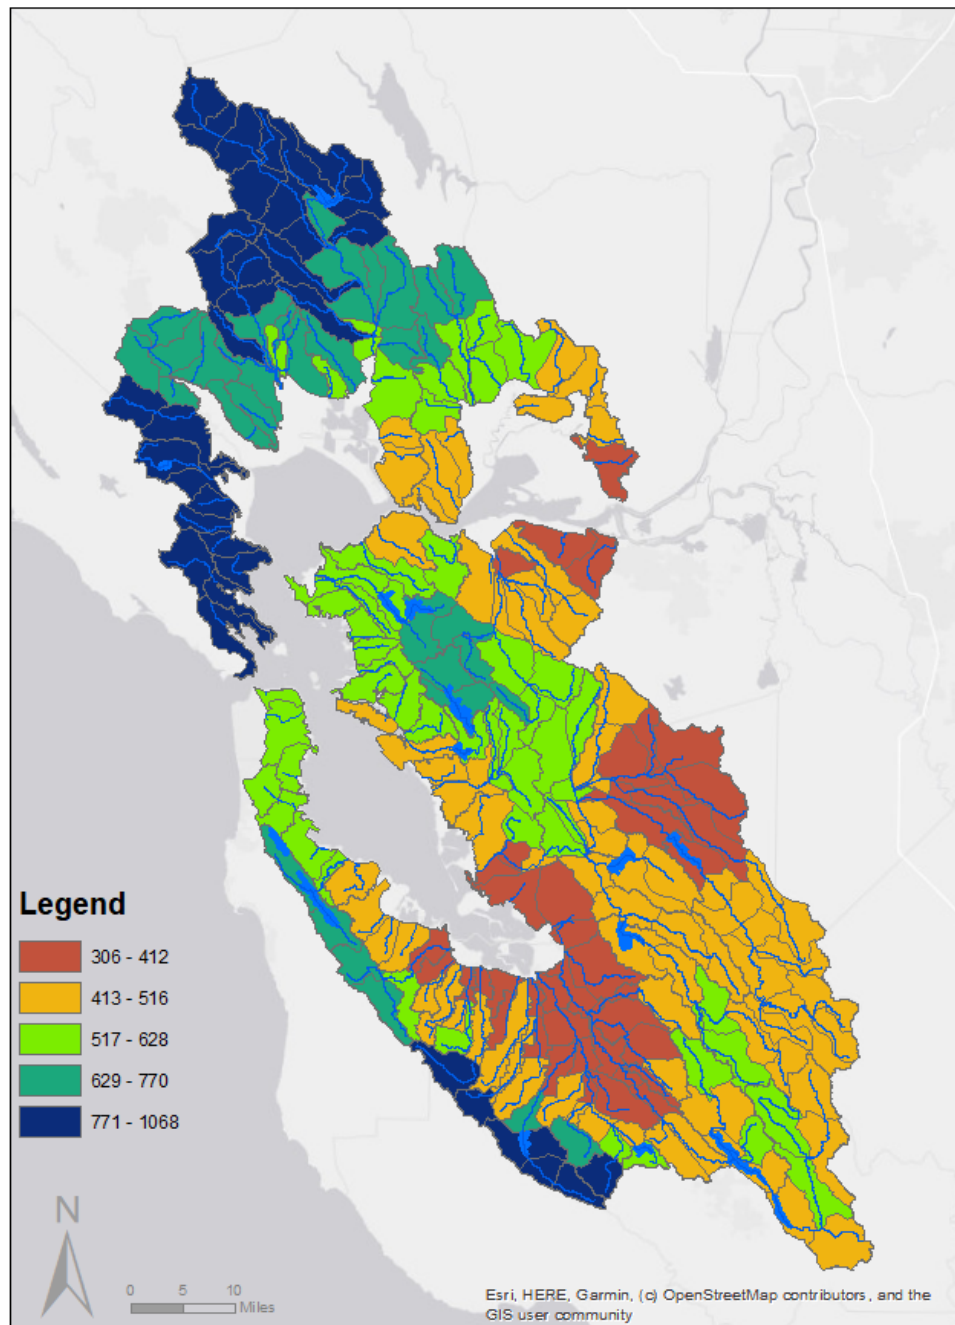 Legend
306 - 412
413 - 516
517 - 628
629 - 770
771 - 1068
N
0 5 10
Miles
Esri, HERE, Garmin, (c) OpenStreetMap contributors, and the
GIS user community